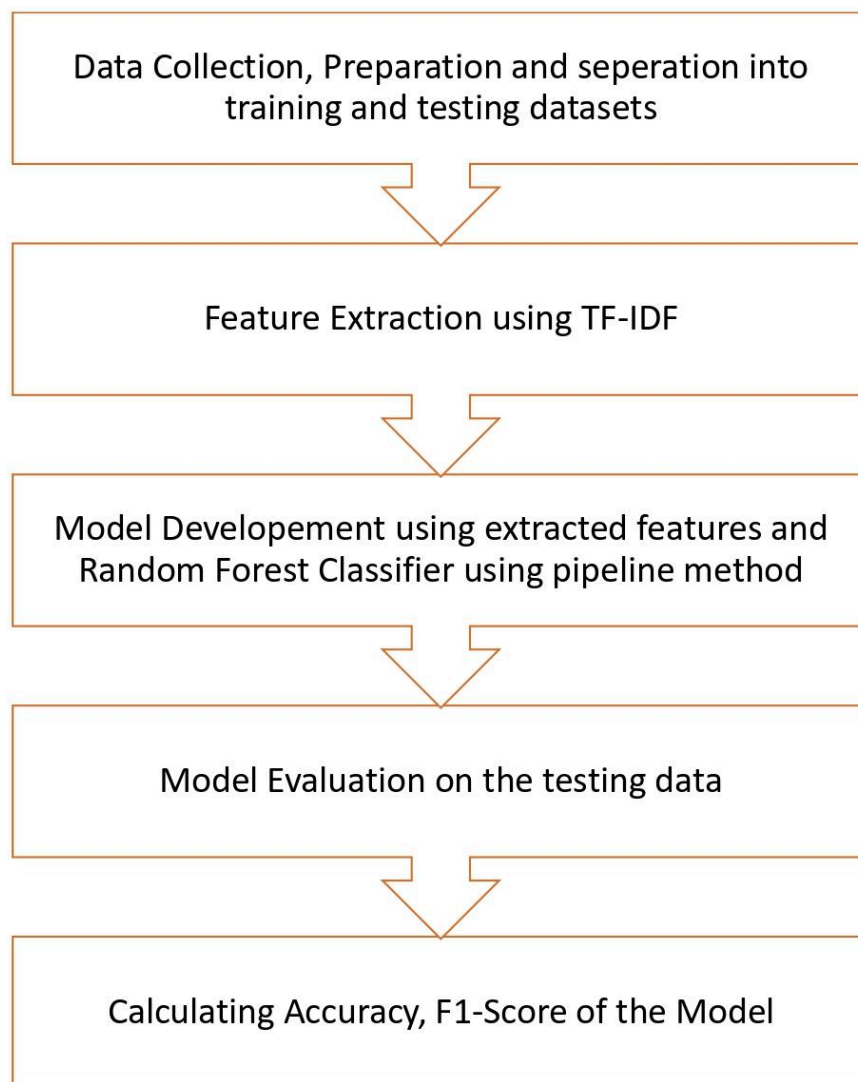 Data Collection, Preparation and seperation into
training and testing datasets
Feature Extraction using TF-IDF
Model Developement using extracted features and
Random Forest Classifier using pipeline method
Model Evaluation on the testing data
Calculating Accuracy, F1-Score of the Model